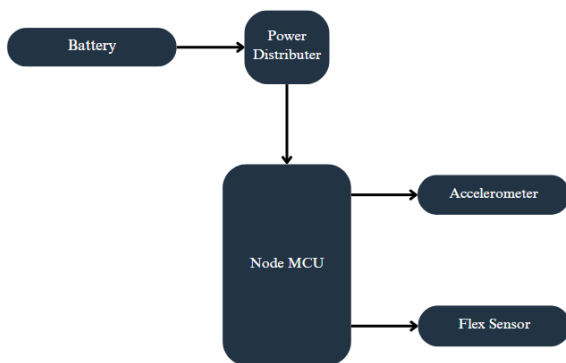 Battery
Power
Distributer
Accelerometer
Node MCU
Flex Sensor